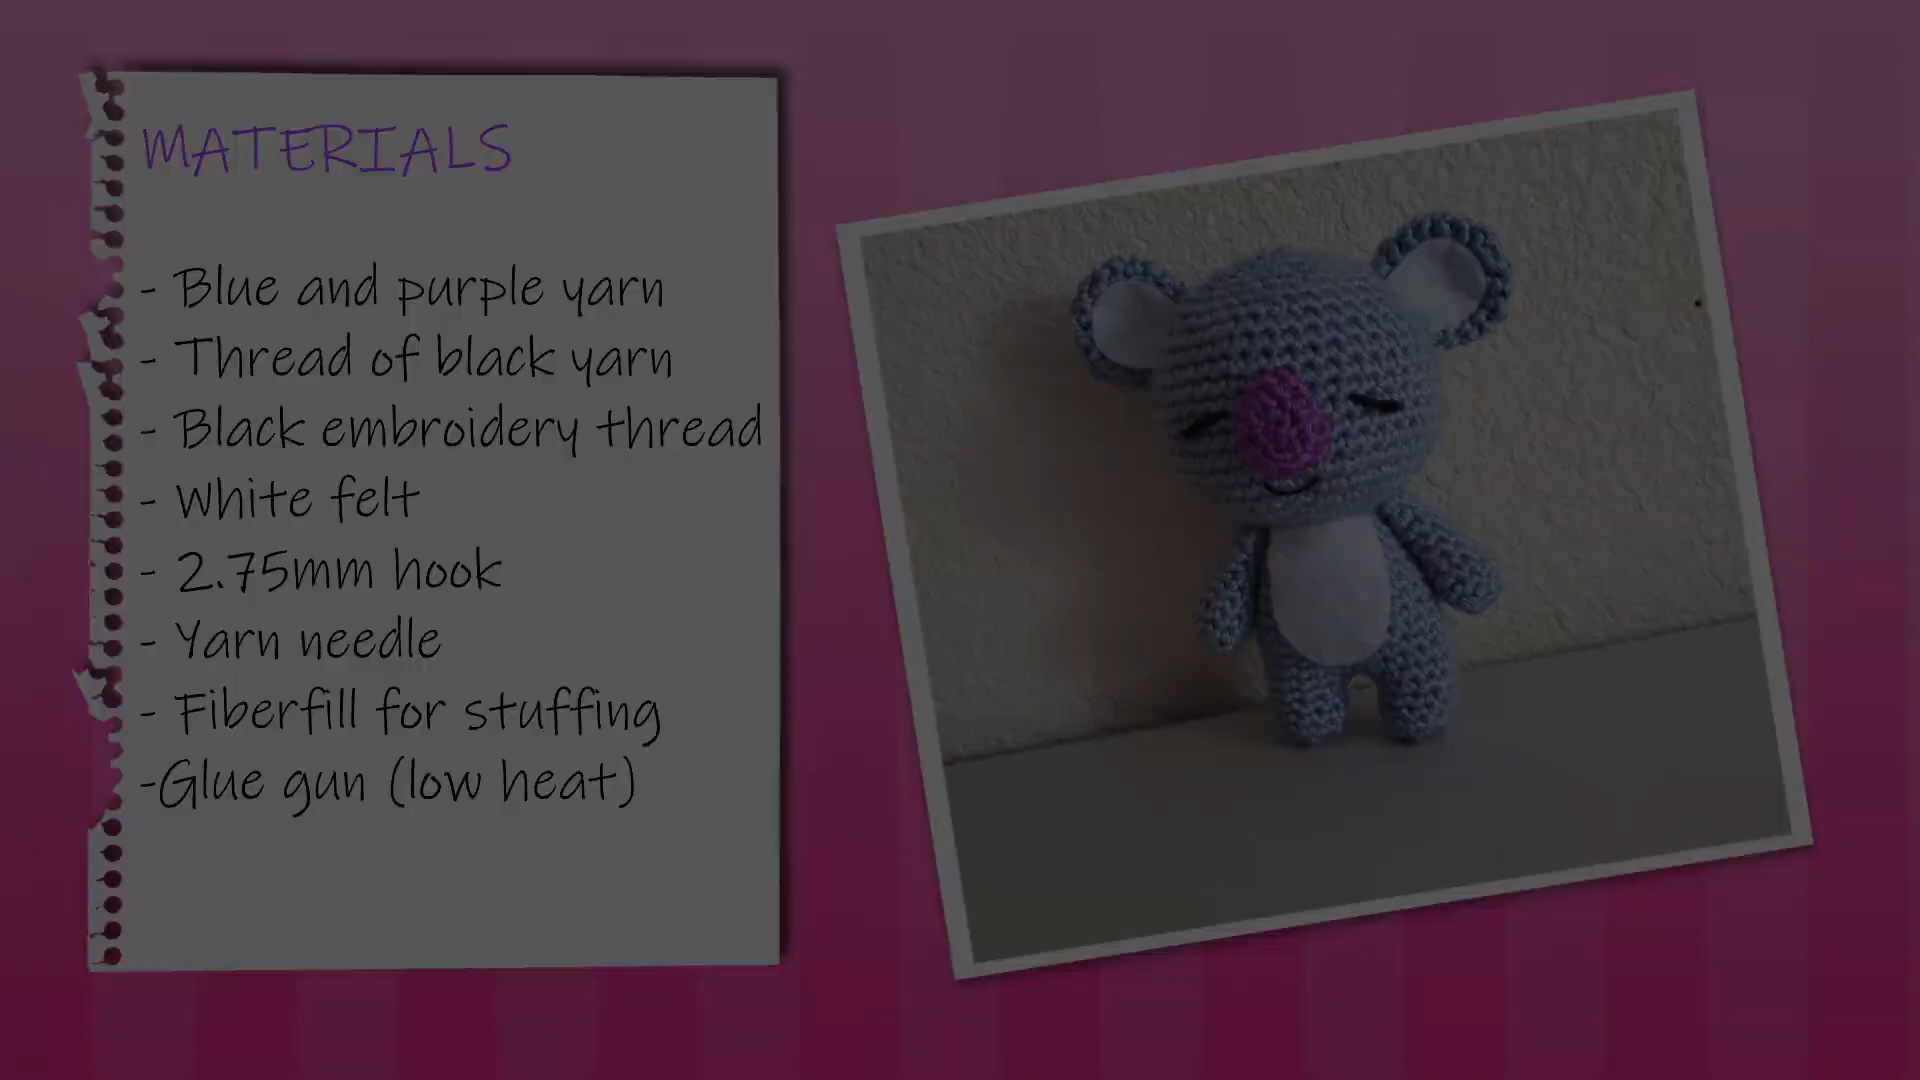 MATERIALS
- Blue and purple yarn
- Thread of black yarn
- Black embroidery thread
- White felt
- 2.75mm hook
- Yarn needle
- Fiberfill for stuffing
-Glue gun (low heat)